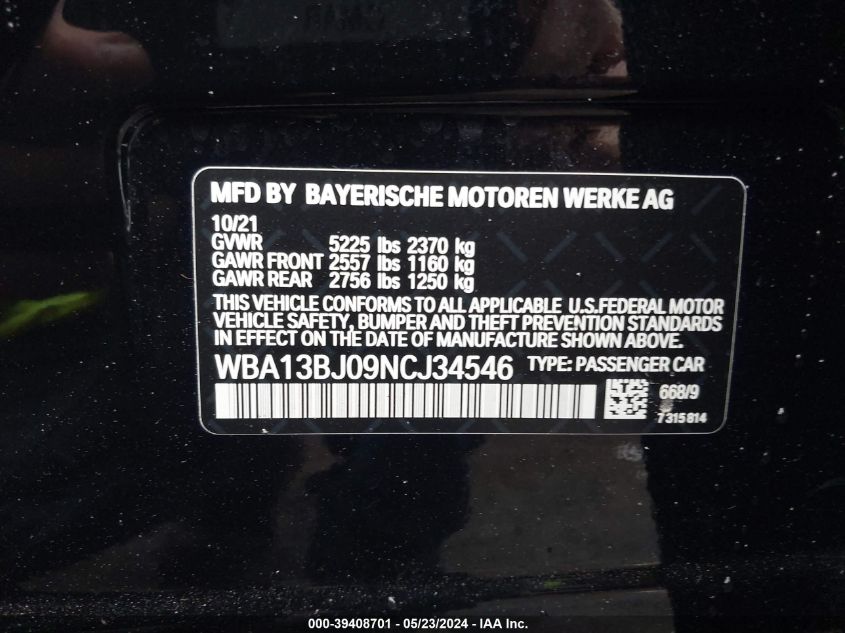 MFD BY BAYERISCHE MOTOREN WERKE AG
10/21
GVWR 5225 lbs 2370 kg
GAWR FRONT 2557 lbs 1160 kg
GAWR REAR 2756 lbs 1250 kg
THIS VEHICLE CONFORMS TO ALL APPLICABLE U.S.FEDERAL MOTOR
VEHICLE SAFETY, BUMPER AND THEFT PREVENTION STANDARDS
IN EFFECT ON THE DATE OF MANUFACTURE SHOWN ABOVE.
WBA13BJ09NCJ34546 TYPE: PASSENGER CAR
668/9
7 315 814
000-39408701 - 05/23/2024 - IAA Inc.